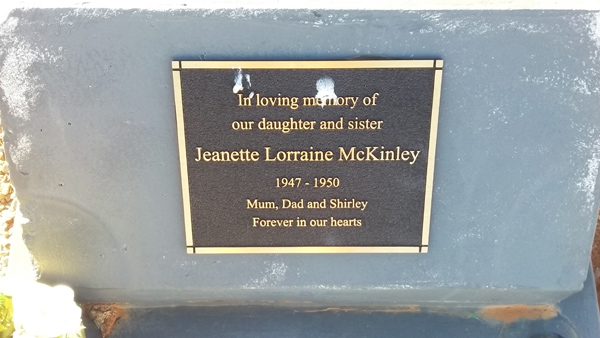 In loving memory of
our daughter and sister
Jeanette Lorraine McKinley
1947 - 1950
Mum, Dad and Shirley
Forever in our hearts